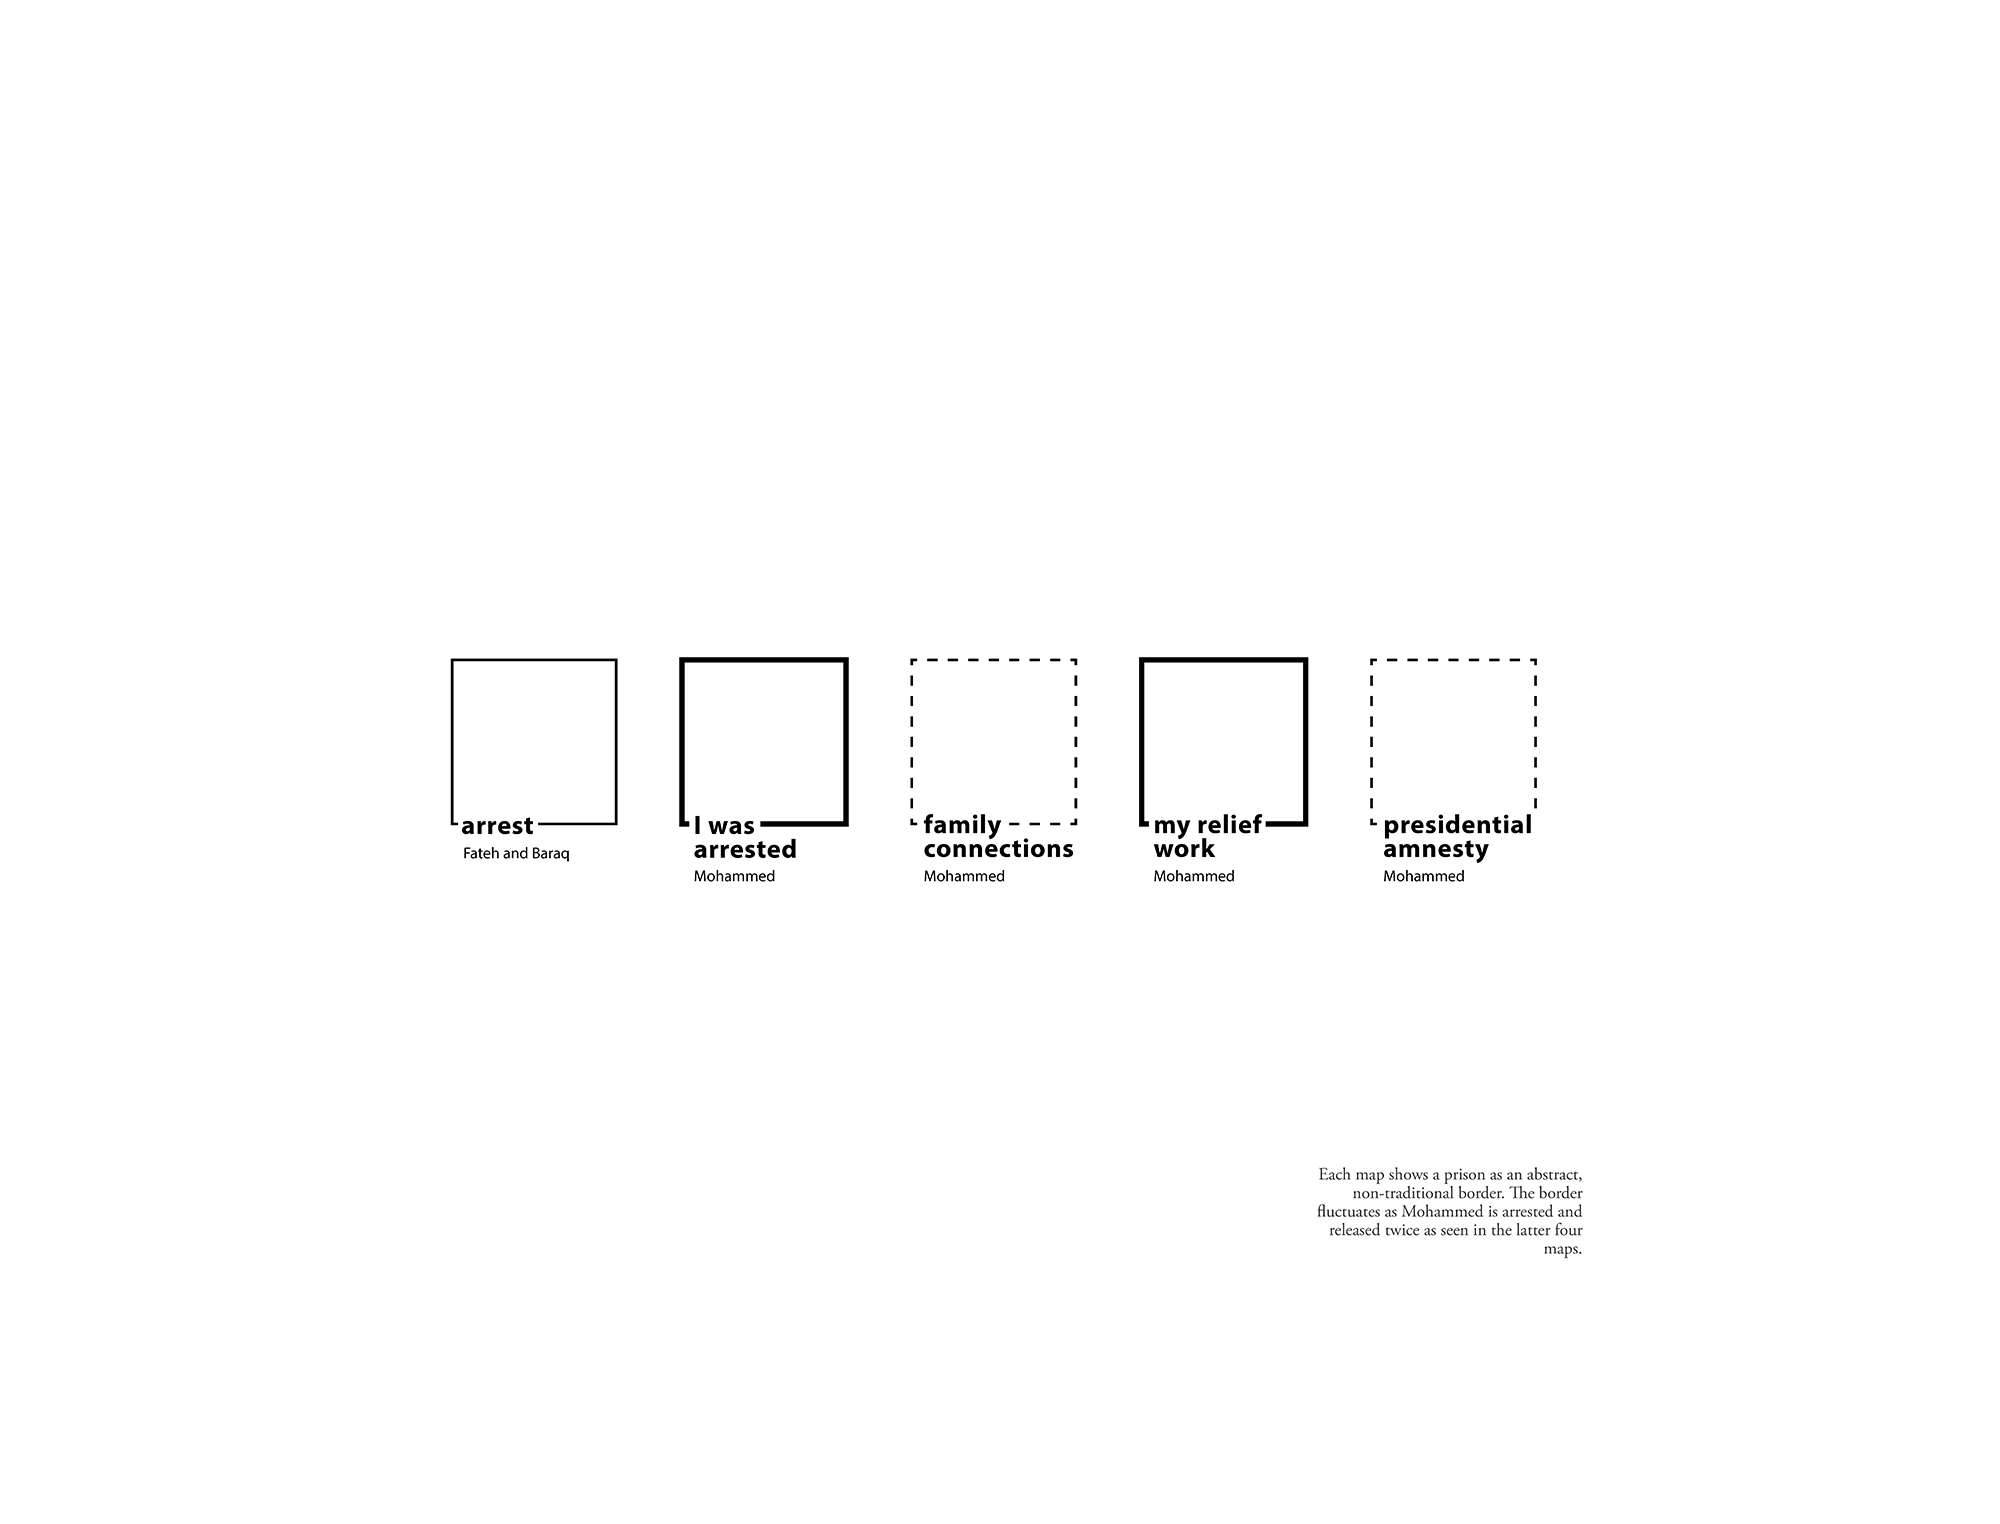 arrest
Fateh and Baraq
I was
arrested
Mohammed
family
connections
Mohammed
my relief
work
Mohammed
presidential
amnesty
Mohammed
Each map shows a prison as an abstract,
non-traditional border. The border
fluctuates as Mohammed is arrested and
released twice as seen in the latter four
maps.